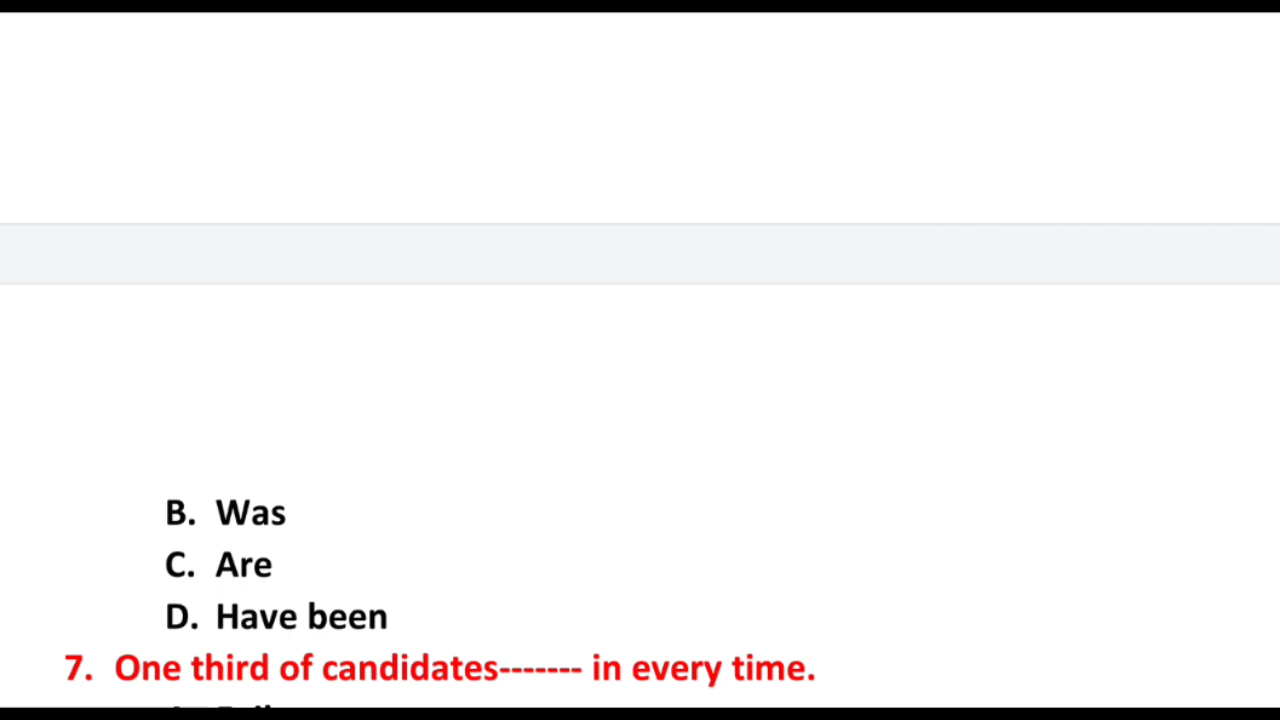 B. Was
C. Are
D. Have been
7. One third of candidates------- in every time.